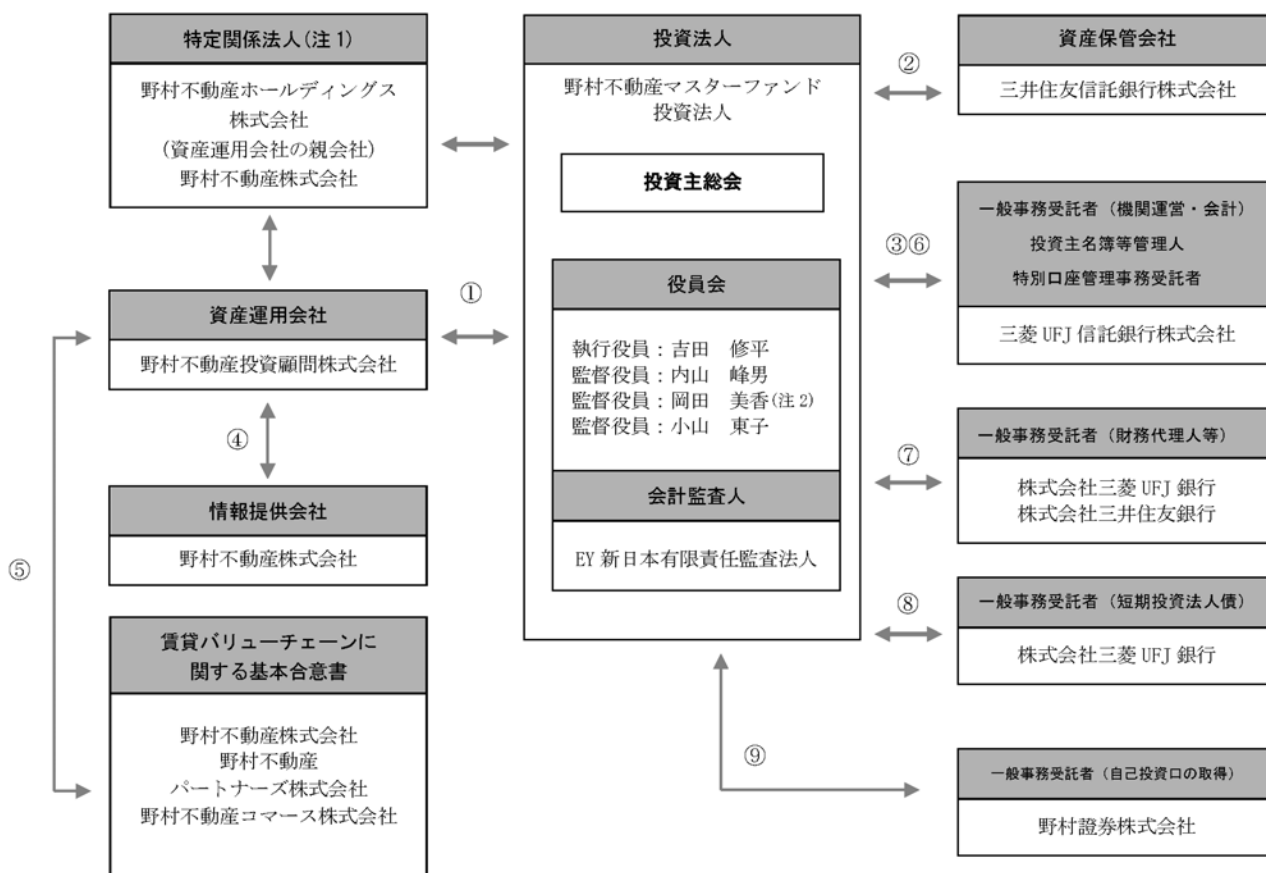 特定関係法人(注1)
野村不動産ホールディングス
株式会社
(資産運用会社の親会社)
野村不動産株式会社
資産運用会社
野村不動産投資顧問株式会社
④
情報提供会社
野村不動産株式会社
⑤
賃貸バリューチェーンに
関する基本合意書
野村不動産株式会社
野村不動産
パートナーズ株式会社
野村不動産コマース株式会社
①
投資法人
野村不動産マスターファンド
投資法人
投資主総会
役員会
執行役員：吉田　修平
監督役員：内山　峰男
監督役員：岡田　美香(注2)
監督役員：小山　東子
会計監査人
EY 新日本有限責任監査法人
②
資産保管会社
三井住友信託銀行株式会社
③⑥
一般事務受託者（機関運営・会計）
投資主名簿等管理人
特別口座管理事務受託者
三菱 UFJ 信託銀行株式会社
⑦
一般事務受託者（財務代理人等）
株式会社三菱 UFJ 銀行
株式会社三井住友銀行
⑧
一般事務受託者（短期投資法人債）
株式会社三菱 UFJ 銀行
⑨
一般事務受託者（自己投資口の取得）
野村證券株式会社